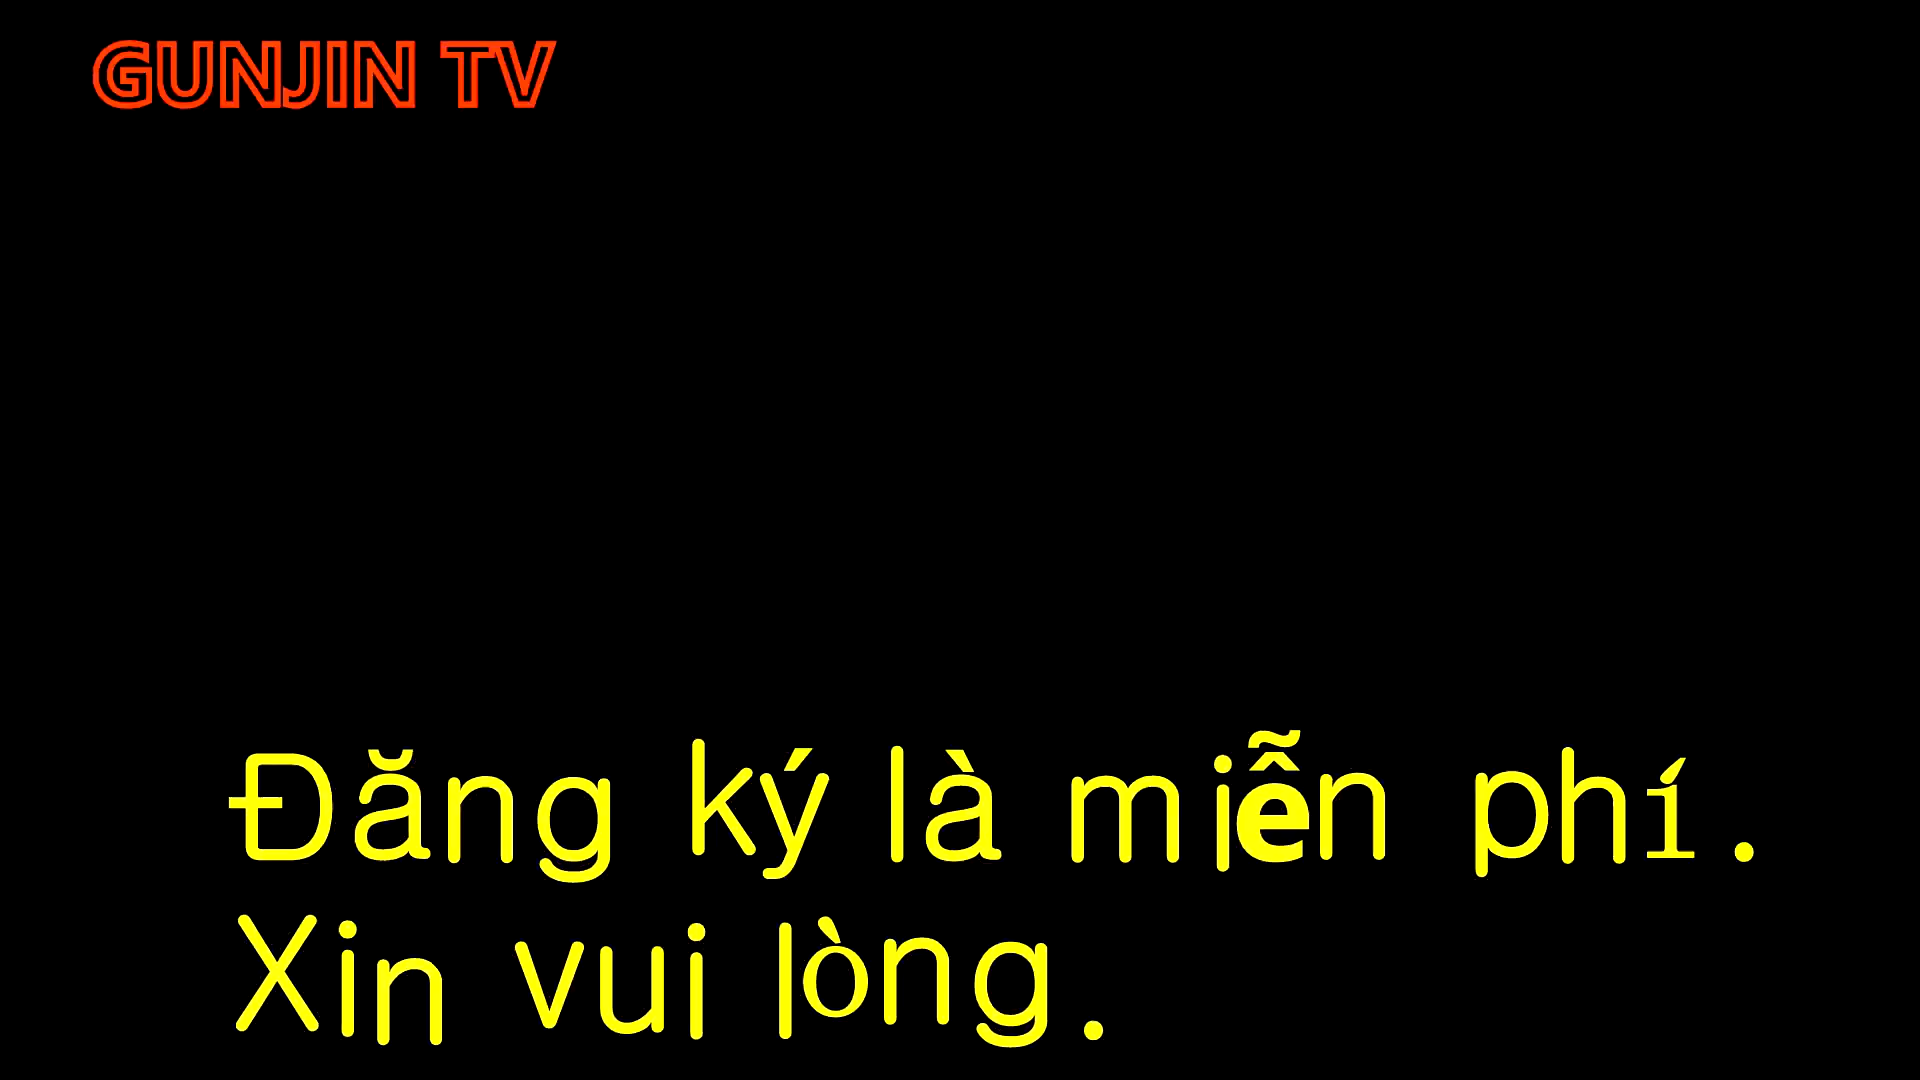 GUNJIN TV
Đăng ký là miễn phí.
Xin vui lòng.